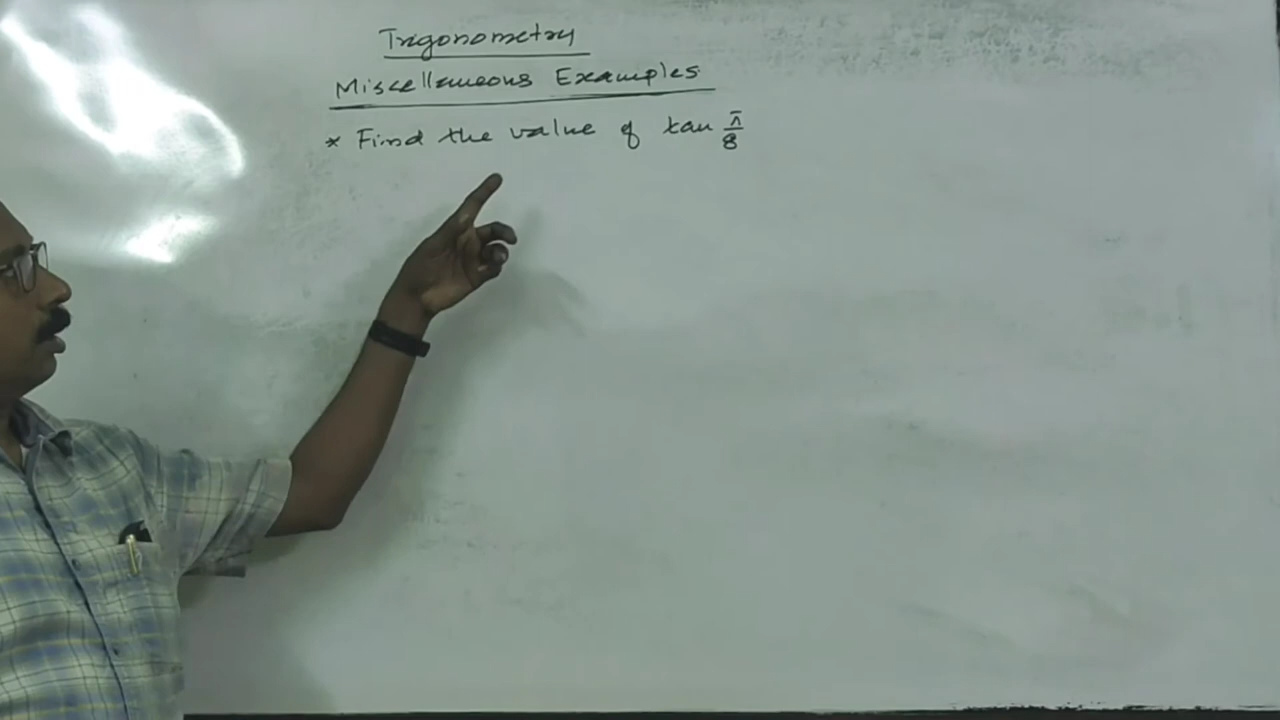 Trigonometry
Miscellaneous Examples
* Find the value of tan π/8